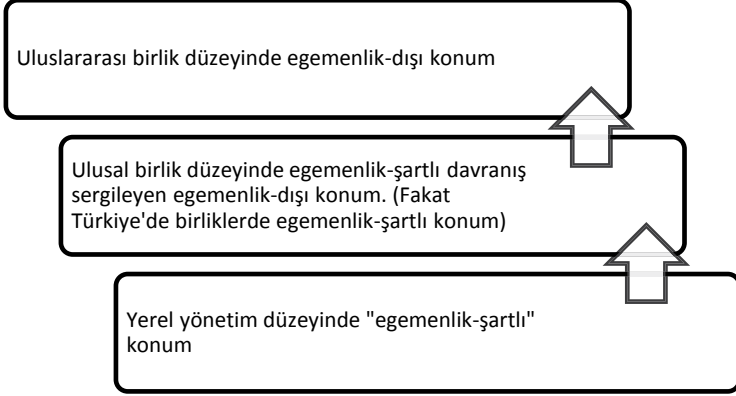 Uluslararası birlik düzeyinde egemenlik-dışı konum
Ulusal birlik düzeyinde egemenlik-şartlı davranış
sergileyen egemenlik-dışı konum. (Fakat
Türkiye'de birliklerde egemenlik-şartlı konum)
Yerel yönetim düzeyinde "egemenlik-şartlı"
konum